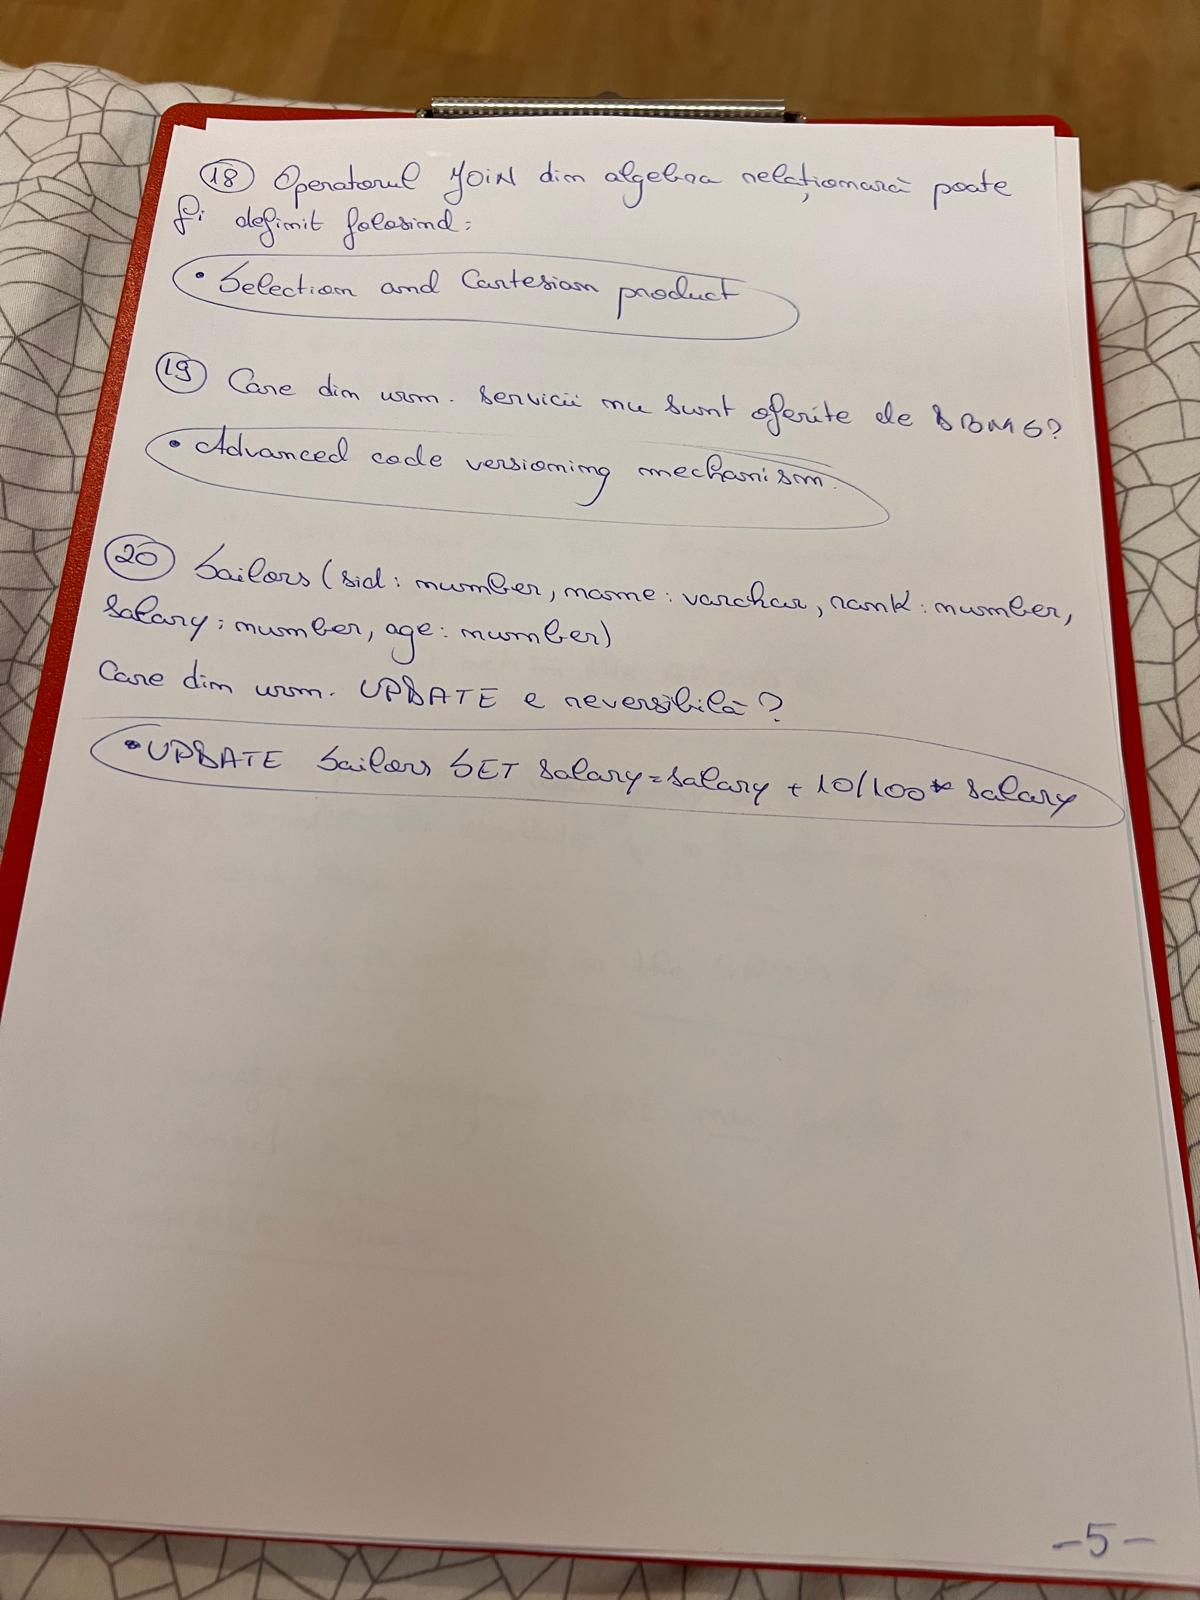 18 Operatorul JOIN din algebra relațională poate
fi definit folosind:
• Selection and Cartesian product
19 Care din urm. servicii nu sunt oferite de DBMS?
• Advanced code versioning mechanism.
20 Sailors (sid: number, name: varchar, rank: number,
salary: number, age: number)
Care din urm. UPDATE e reversibilă?
• UPDATE Sailors SET salary=salary + 10/100* salary
-5-